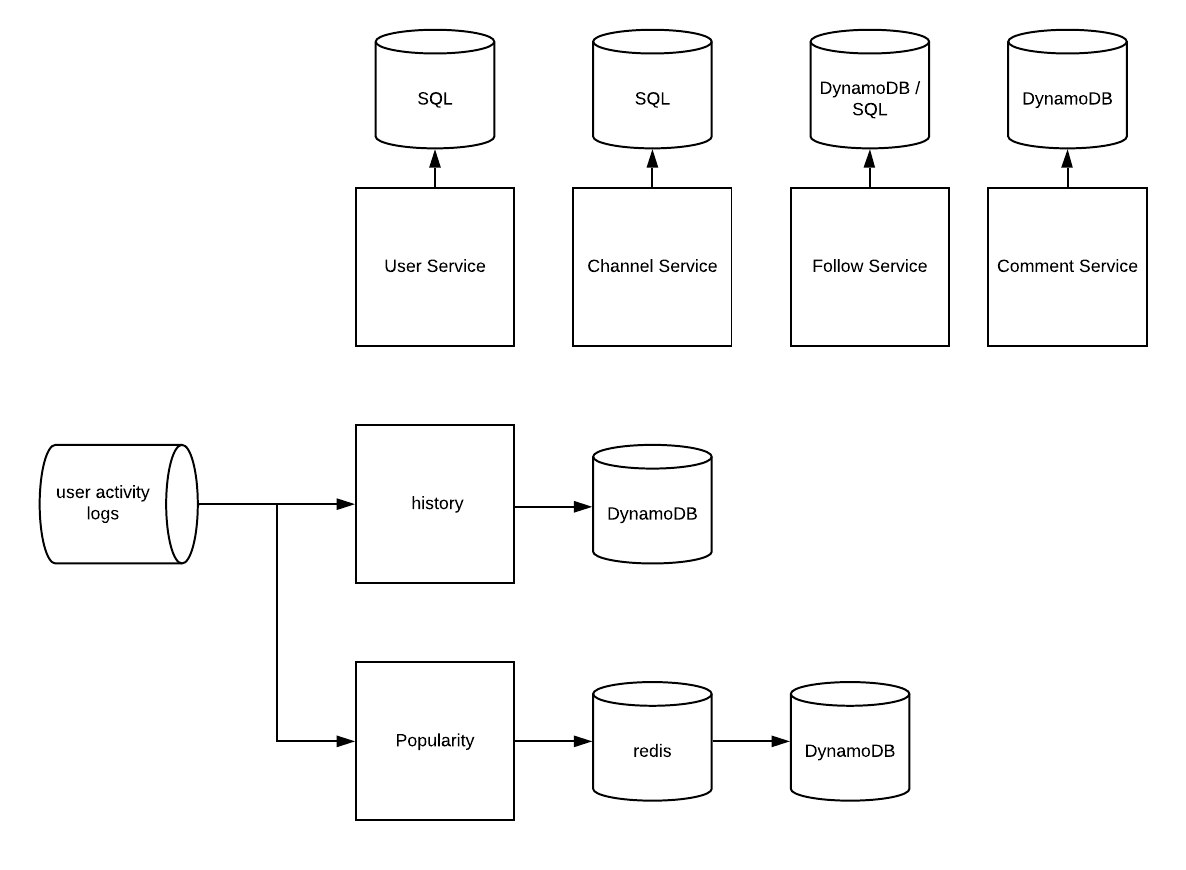 SQL
SQL
DynamoDB /
SQL
DynamoDB
User Service
Channel Service
Follow Service
Comment Service
user activity
logs
history
DynamoDB
Popularity
redis
DynamoDB